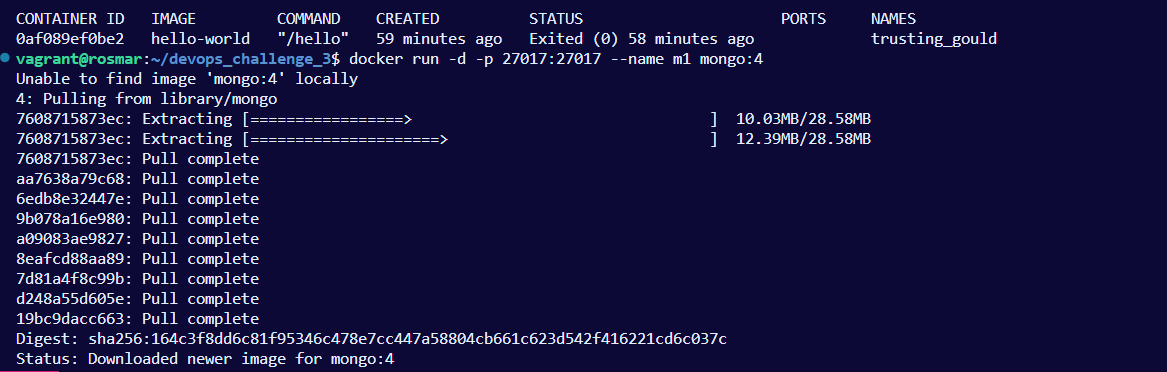 CONTAINER ID   IMAGE         COMMAND    CREATED          STATUS                      PORTS     NAMES
0af089ef0be2   hello-world   "/hello"   59 minutes ago   Exited (0) 58 minutes ago             trusting_gould
vagrant@rosmar:~/devops_challenge_3$ docker run -d -p 27017:27017 --name m1 mongo:4
Unable to find image 'mongo:4' locally
4: Pulling from library/mongo
7608715873ec: Extracting [=================>                                 ]  10.03MB/28.58MB
7608715873ec: Extracting [=====================>                             ]  12.39MB/28.58MB
7608715873ec: Pull complete
aa7638a79c68: Pull complete
6edb8e32447e: Pull complete
9b078a16e980: Pull complete
a09083ae9827: Pull complete
8eafcd88aa89: Pull complete
7d81a4f8c99b: Pull complete
d248a55d605e: Pull complete
19bc9dacc663: Pull complete
Digest: sha256:164c3f8dd6c81f95346c478e7cc447a58804cb661c623d542f416221cd6c037c
Status: Downloaded newer image for mongo:4